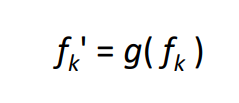 fₖ' = g( fₖ )